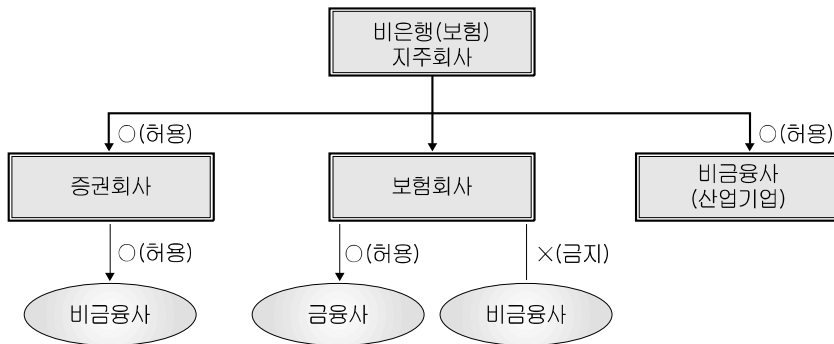 비은행(보험)
지주회사
○(허용)
○(허용)
증권회사
보험회사
비금융사
(산업기업)
○(허용)
○(허용)
×(금지)
비금융사
금융사
비금융사